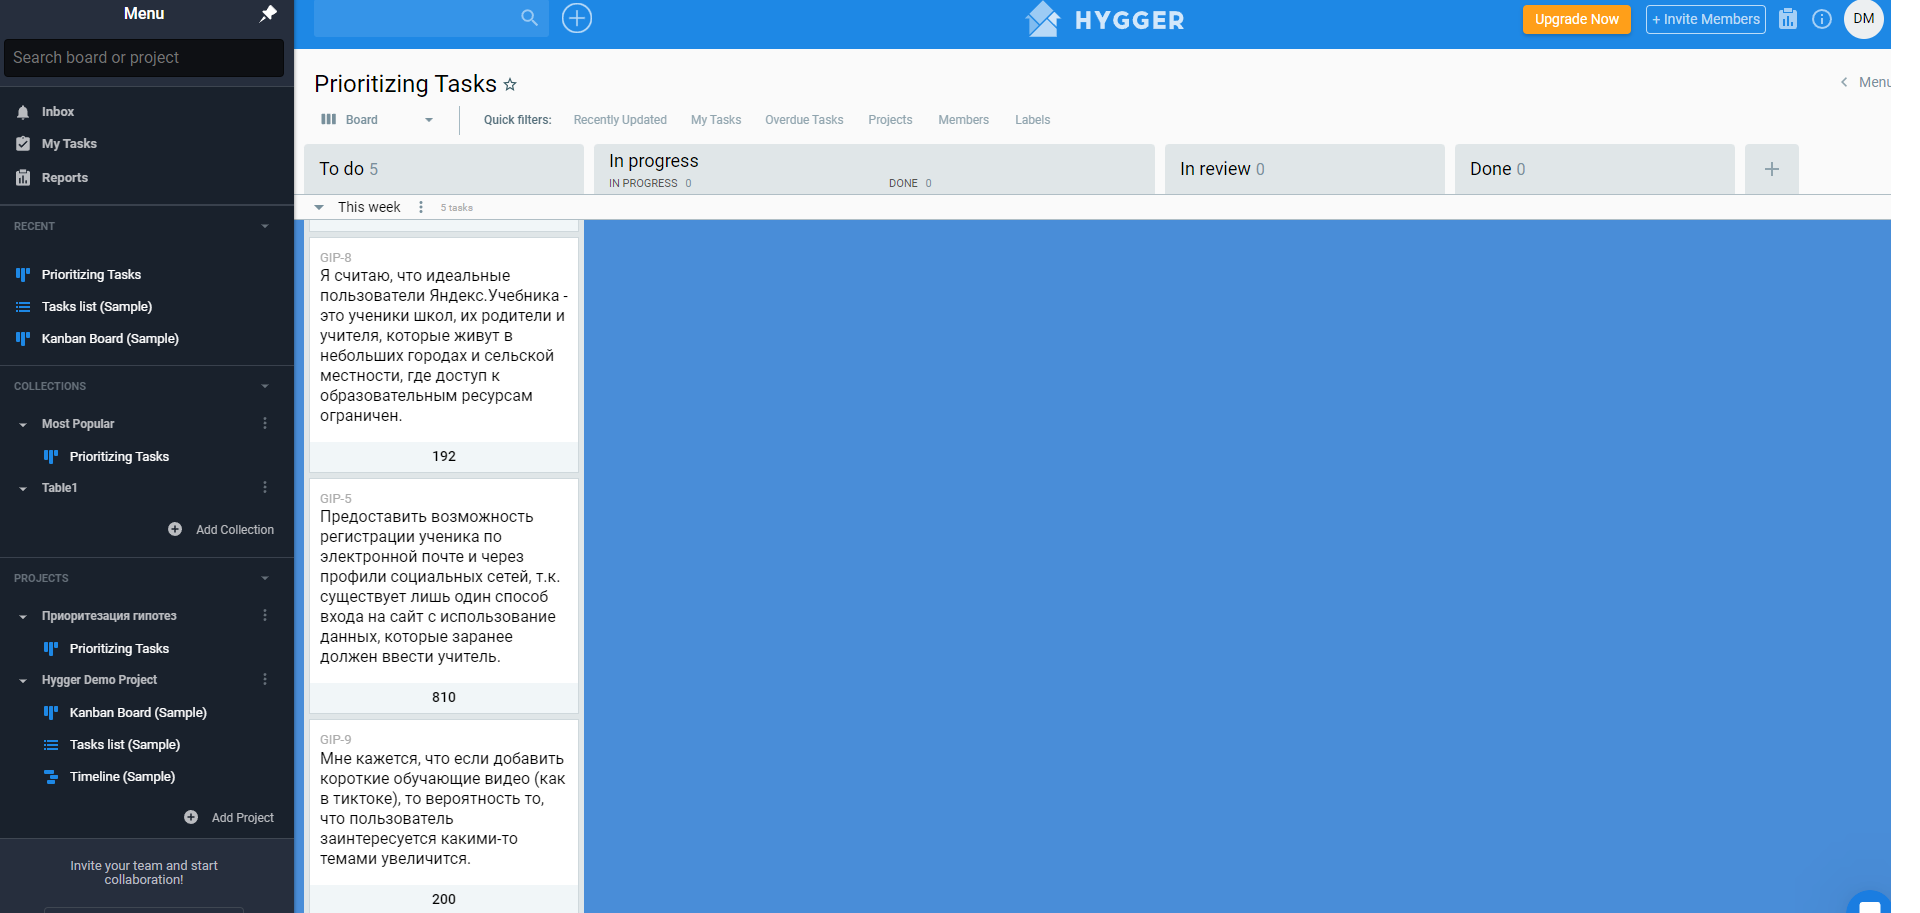 Menu
Search board or project
Inbox
My Tasks
Reports
RECENT
Prioritizing Tasks
Tasks list (Sample)
Kanban Board (Sample)
COLLECTIONS
Most Popular
Prioritizing Tasks
Table1
Add Collection
PROJECTS
Приоритезация гипотез
Prioritizing Tasks
Hygger Demo Project
Kanban Board (Sample)
Tasks list (Sample)
Timeline (Sample)
Add Project
Invite your team and start
collaboration!
HYGGER
Upgrade Now
+ Invite Members
DM
Prioritizing Tasks
Menu
Board
Quick filters:
Recently Updated
My Tasks
Overdue Tasks
Projects
Members
Labels
To do 5
In progress
IN PROGRESS 0
DONE 0
In review 0
Done 0
This week
5 tasks
GIP-8
Я считаю, что идеальные
пользователи Яндекс.Учебника -
это ученики школ, их родители и
учителя, которые живут в
небольших городах и сельской
местности, где доступ к
образовательным ресурсам
ограничен.
192
GIP-5
Предоставить возможность
регистрации ученика по
электронной почте и через
профили социальных сетей, т.к.
существует лишь один способ
входа на сайт с использование
данных, которые заранее
должен ввести учитель.
810
GIP-9
Мне кажется, что если добавить
короткие обучающие видео (как
в тиктоке), то вероятность то,
что пользователь
заинтересуется какими-то
темами увеличится.
200